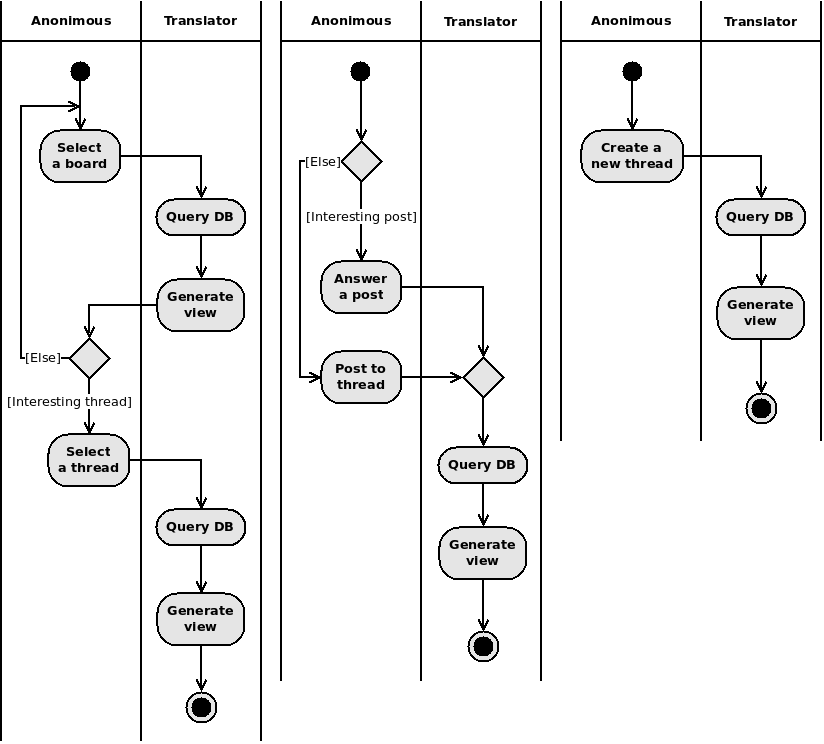 Anonimous
Translator
Select
a board
Query DB
Generate
view
[Else]
[Interesting thread]
Select
a thread
Query DB
Generate
view
Anonimous
Translator
[Else]
[Interesting post]
Answer
a post
Post to
thread
Query DB
Generate
view
Anonimous
Translator
Create a
new thread
Query DB
Generate
view